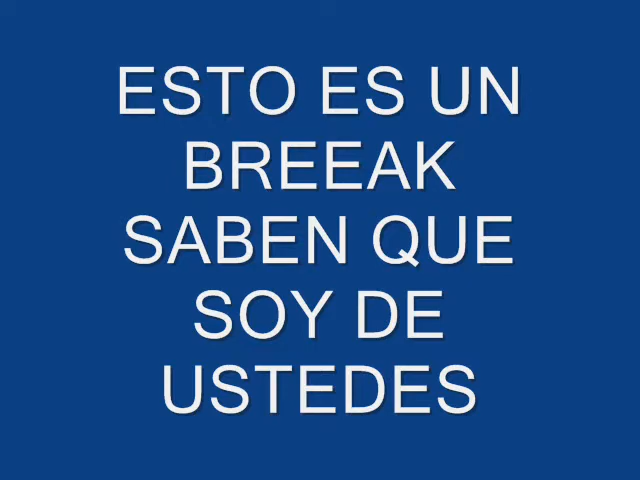 ESTO ES UN
BREEAK
SABEN QUE
SOY DE
USTEDES